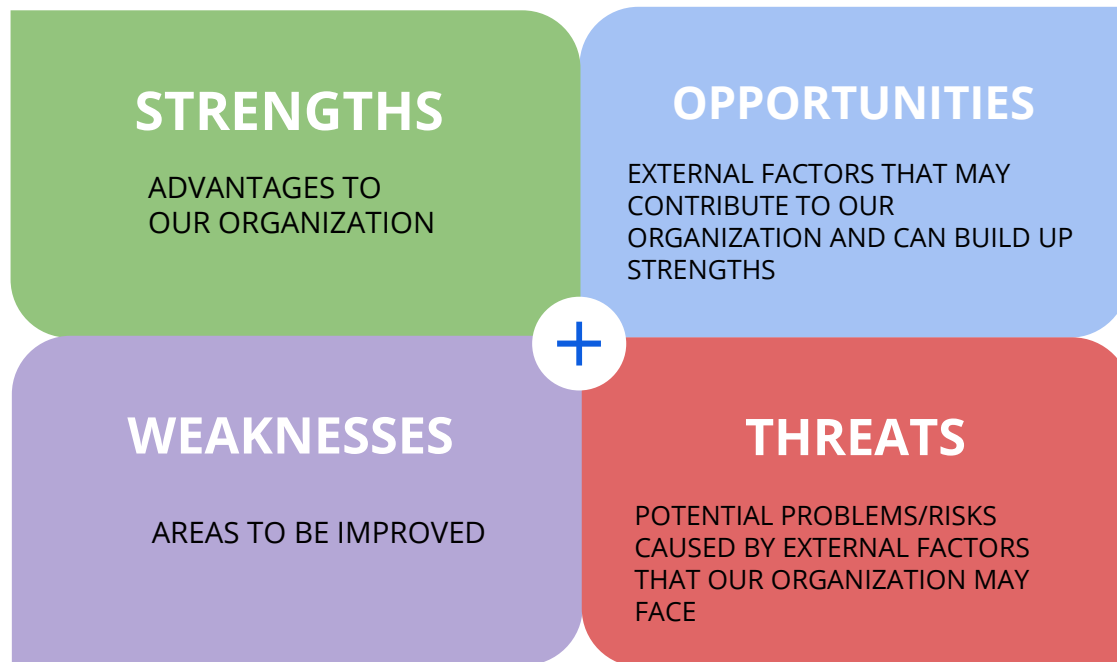 STRENGTHS
ADVANTAGES TO
OUR ORGANIZATION
OPPORTUNITIES
EXTERNAL FACTORS THAT MAY
CONTRIBUTE TO OUR
ORGANIZATION AND CAN BUILD UP
STRENGTHS
WEAKNESSES
AREAS TO BE IMPROVED
THREATS
POTENTIAL PROBLEMS/RISKS
CAUSED BY EXTERNAL FACTORS
THAT OUR ORGANIZATION MAY
FACE